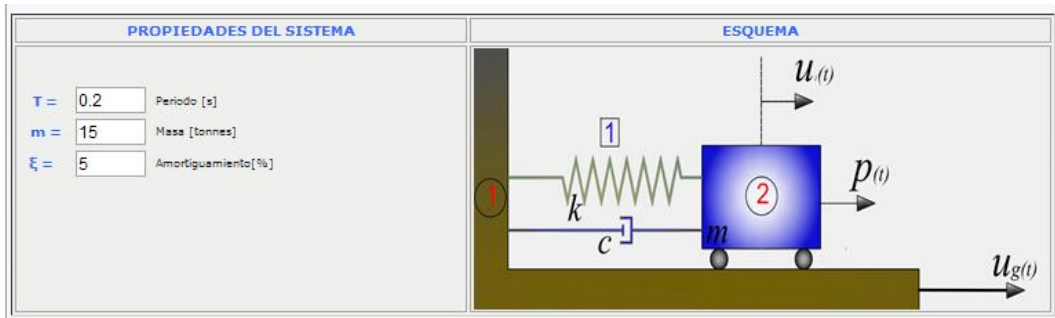 PROPIEDADES DEL SISTEMA
ESQUEMA
T = 0.2 Periodo [s]
m = 15 Masa [tonnes]
ξ = 5 Amortiguamiento[%]
u(t)
1
p(t)
1
2
k
c
m
ug(t)